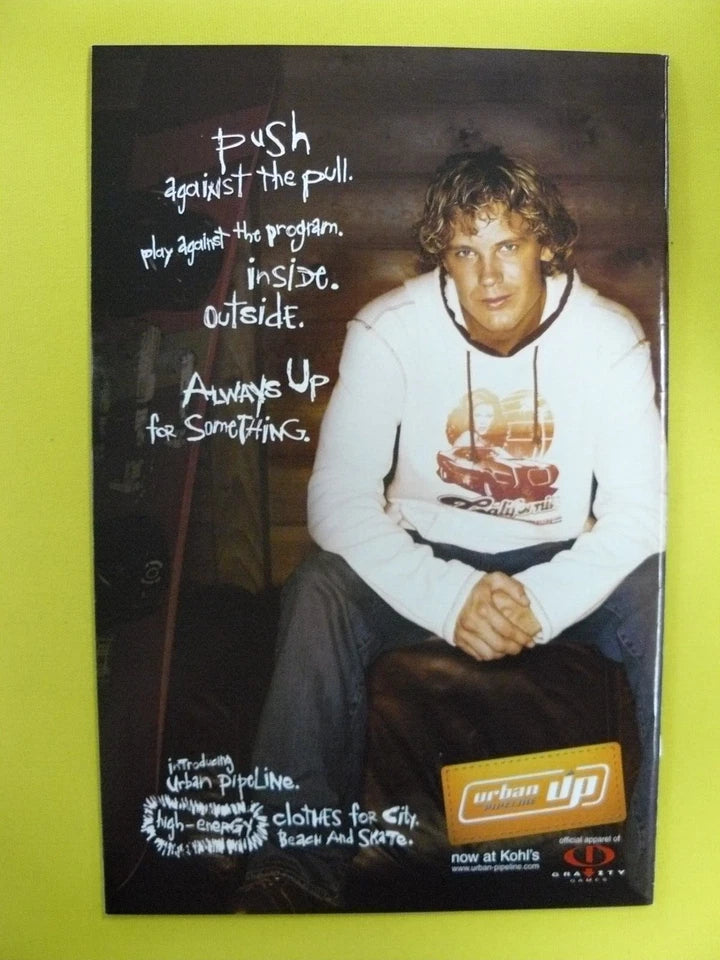 push
against the pull.
play against the program.
inside.
outside.
Always Up
for Something.
California
introducing
Urban Pipeline.
high-energy clothes for City,
Beach And Skate.
urban up
PIPELINE
now at Kohl's
www.urban-pipeline.com
official apparel of
GRAVITY
GAMES